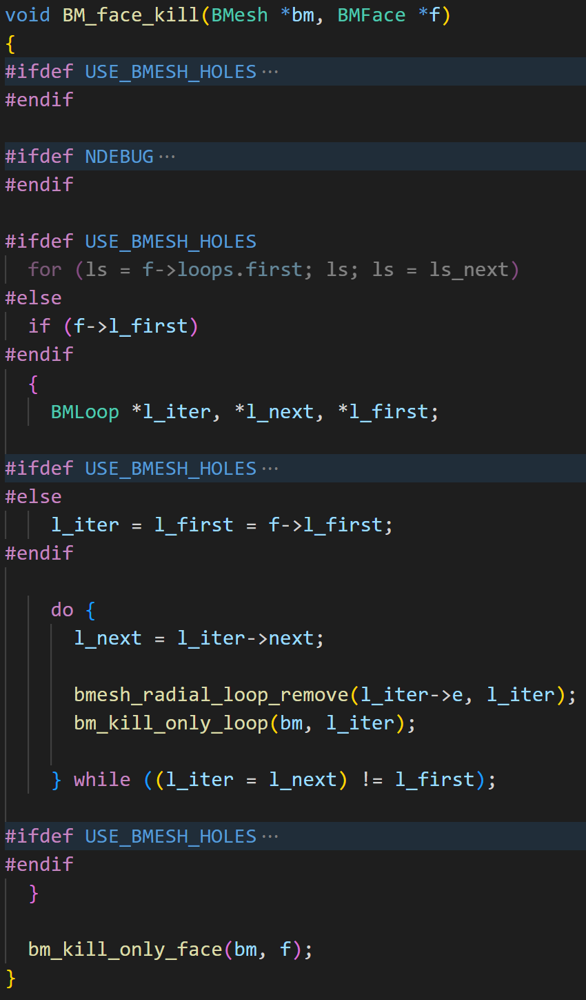 void BM_face_kill(BMesh *bm, BMFace *f)
{
#ifdef USE_BMESH_HOLES ···
#endif

#ifdef NDEBUG ···
#endif

#ifdef USE_BMESH_HOLES
  for (ls = f->loops.first; ls; ls = ls_next)
#else
  if (f->l_first)
#endif
  {
    BMLoop *l_iter, *l_next, *l_first;

#ifdef USE_BMESH_HOLES ···
#else
    l_iter = l_first = f->l_first;
#endif

    do {
      l_next = l_iter->next;

      bmesh_radial_loop_remove(l_iter->e, l_iter);
      bm_kill_only_loop(bm, l_iter);

    } while ((l_iter = l_next) != l_first);

#ifdef USE_BMESH_HOLES ···
#endif
  }

  bm_kill_only_face(bm, f);
}